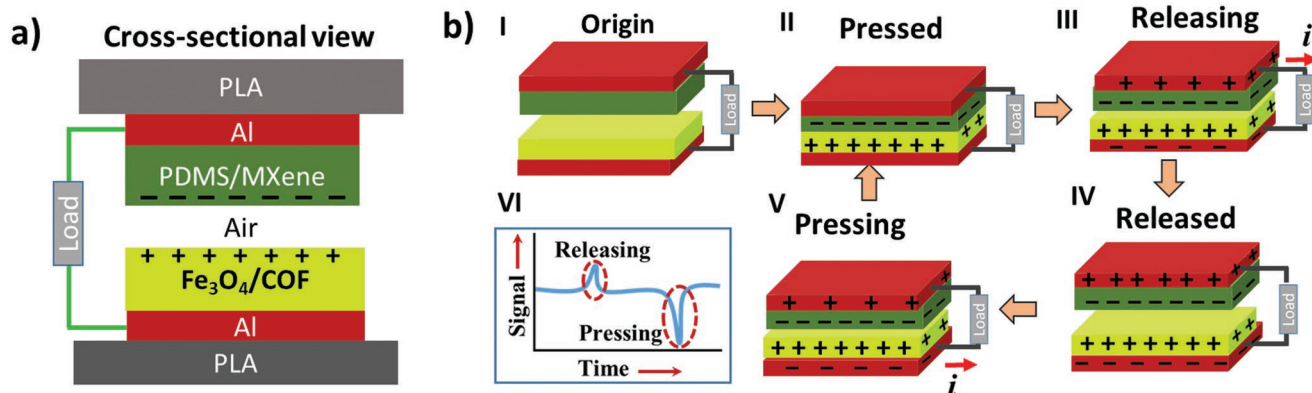 a)
Cross-sectional view
PLA
Al
PDMS/MXene
− − − − − − −
Air
+ + + + + + +
Fe₃O₄/COF
Al
PLA
Load
b)
I
Origin
Load
II
Pressed
− − − − − − − −
+ + + + + + + + +
Load
III
Releasing
i
+ + + + + +
− − − − − − − −
+ + + + + + + + +
− − − −
Load
IV
Released
+ + + + + + + +
− − − − − − − −
+ + + + + + + + +
− − − − − − −
Load
V
Pressing
+ + + + +
− − − − − − − −
+ + + + + + + + +
− − − − −
Load
i
VI
Signal
Releasing
Pressing
Time